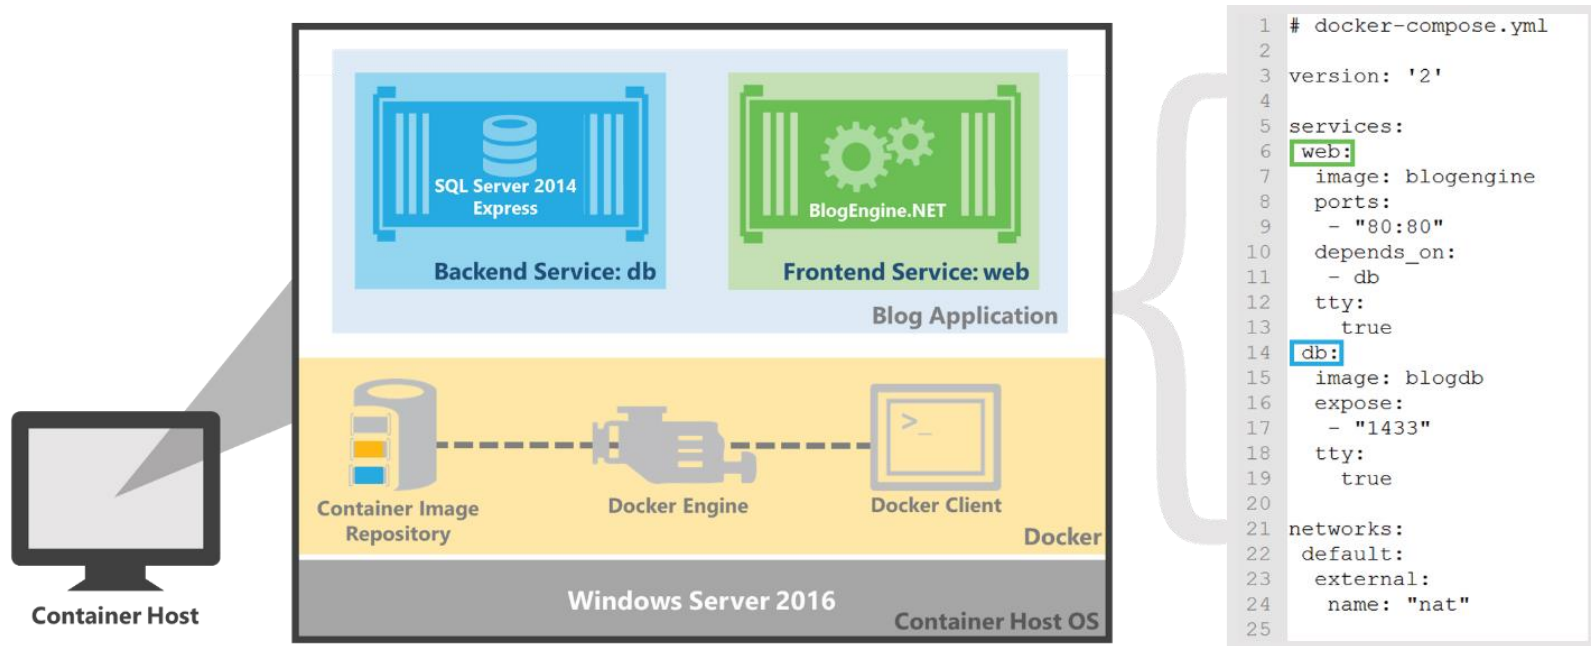 SQL Server 2014
Express
Backend Service: db
BlogEngine.NET
Frontend Service: web
Blog Application
Container Image
Repository
Docker Engine
>_
Docker Client
Docker
Windows Server 2016
Container Host OS
Container Host
1 # docker-compose.yml
2
3 version: '2'
4
5 services:
6  web:
7   image: blogengine
8   ports:
9    - "80:80"
10   depends_on:
11    - db
12   tty:
13     true
14  db:
15   image: blogdb
16   expose:
17    - "1433"
18   tty:
19     true
20
21 networks:
22  default:
23   external:
24    name: "nat"
25